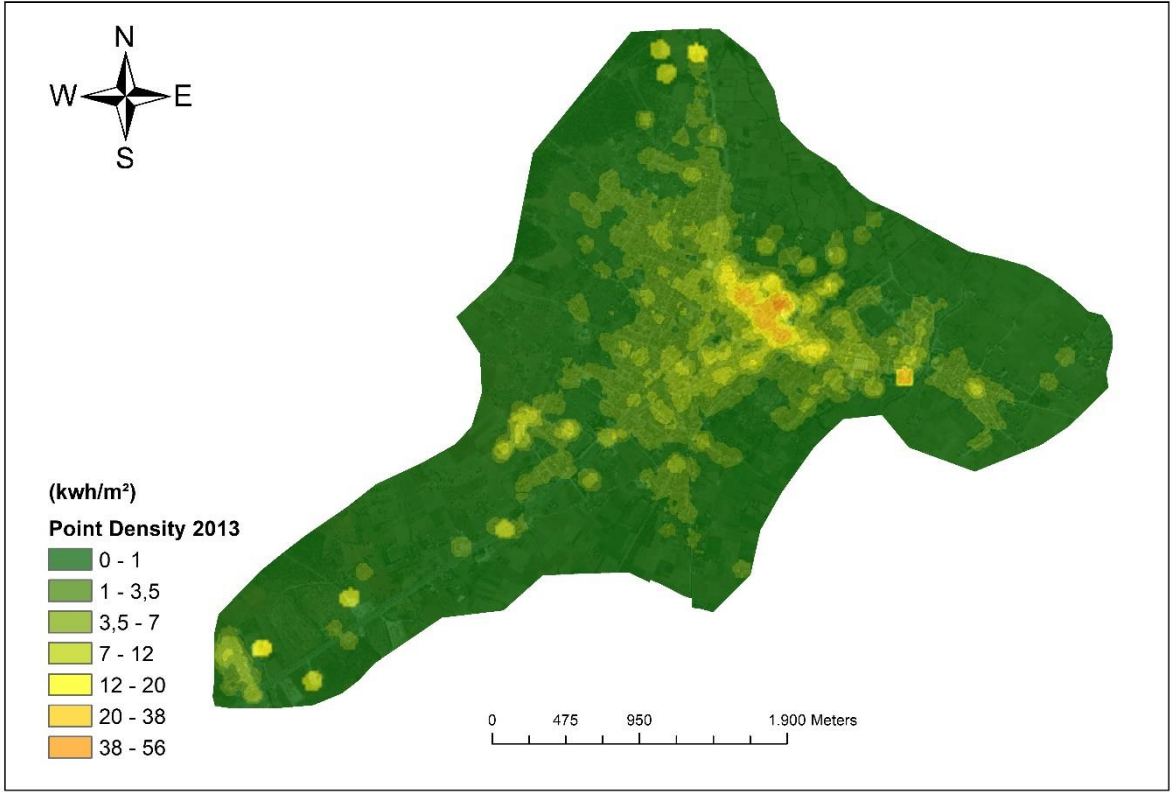 N
W E
S
(kwh/m²)
Point Density 2013
0 - 1
1 - 3,5
3,5 - 7
7 - 12
12 - 20
20 - 38
38 - 56
0 475 950 1.900 Meters